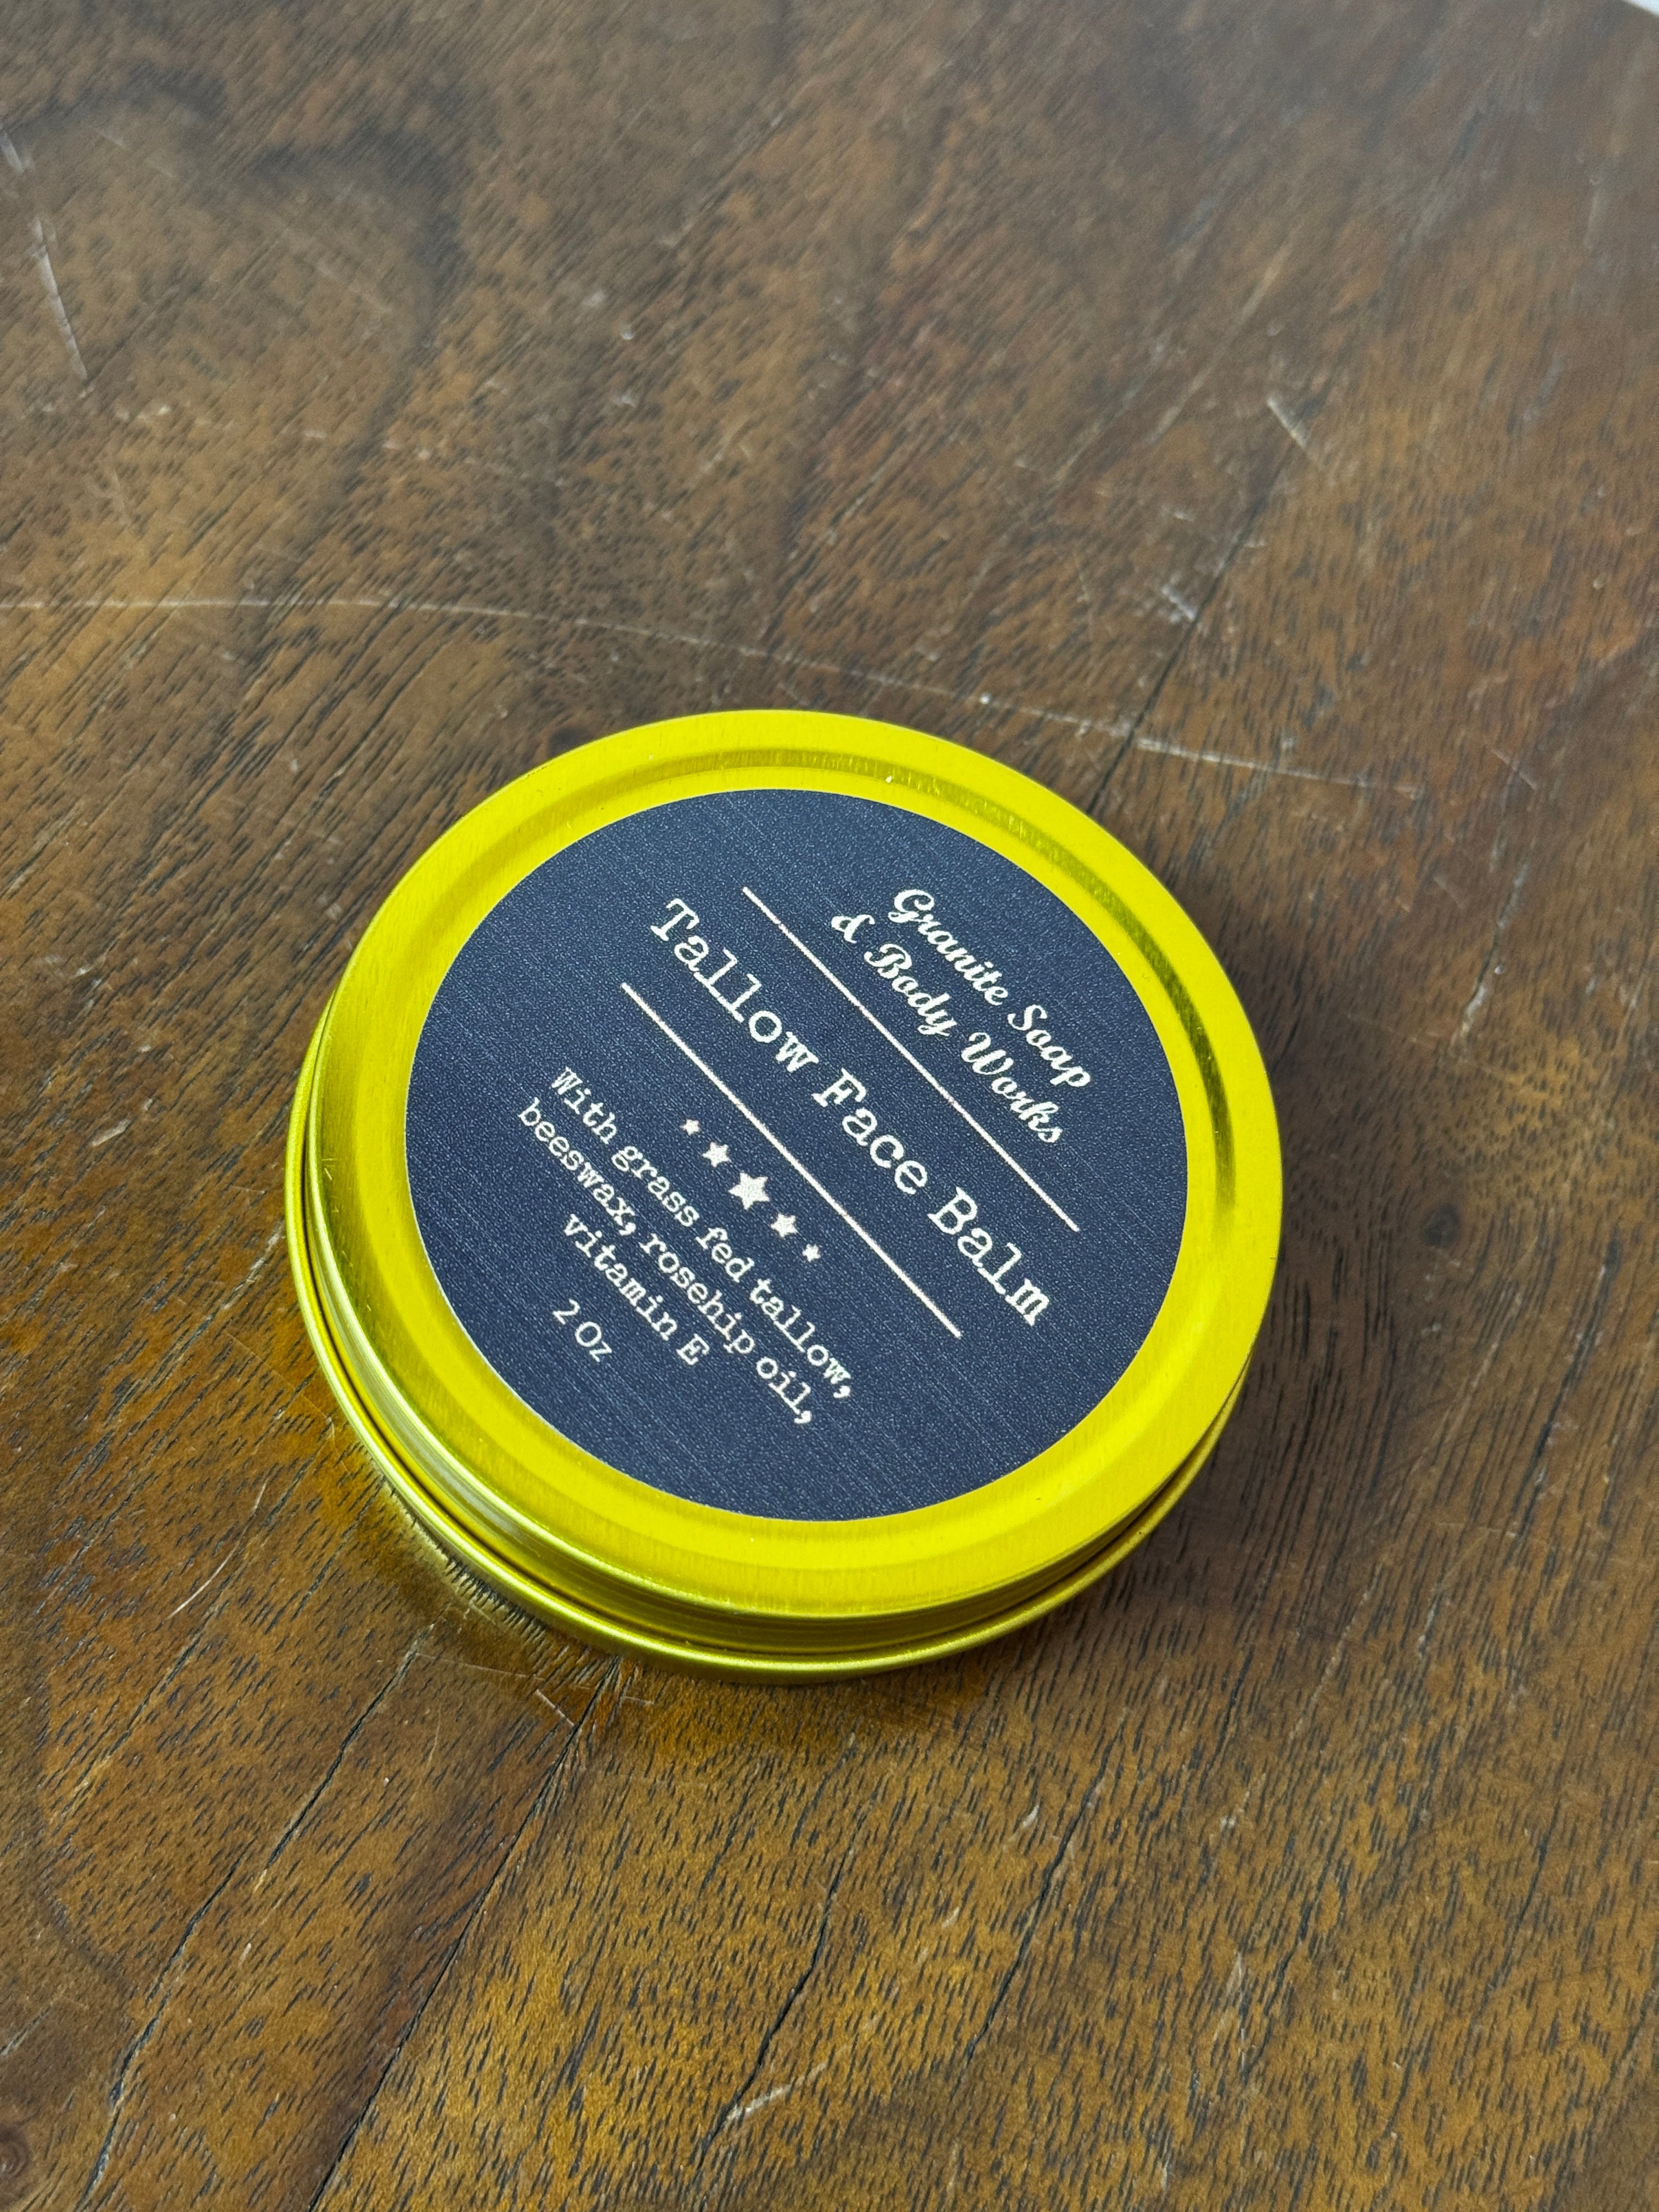 Granite Soap
& Body Works
Tallow Face Balm
With grass fed tallow,
beeswax, rosehip oil,
vitamin E
2 Oz